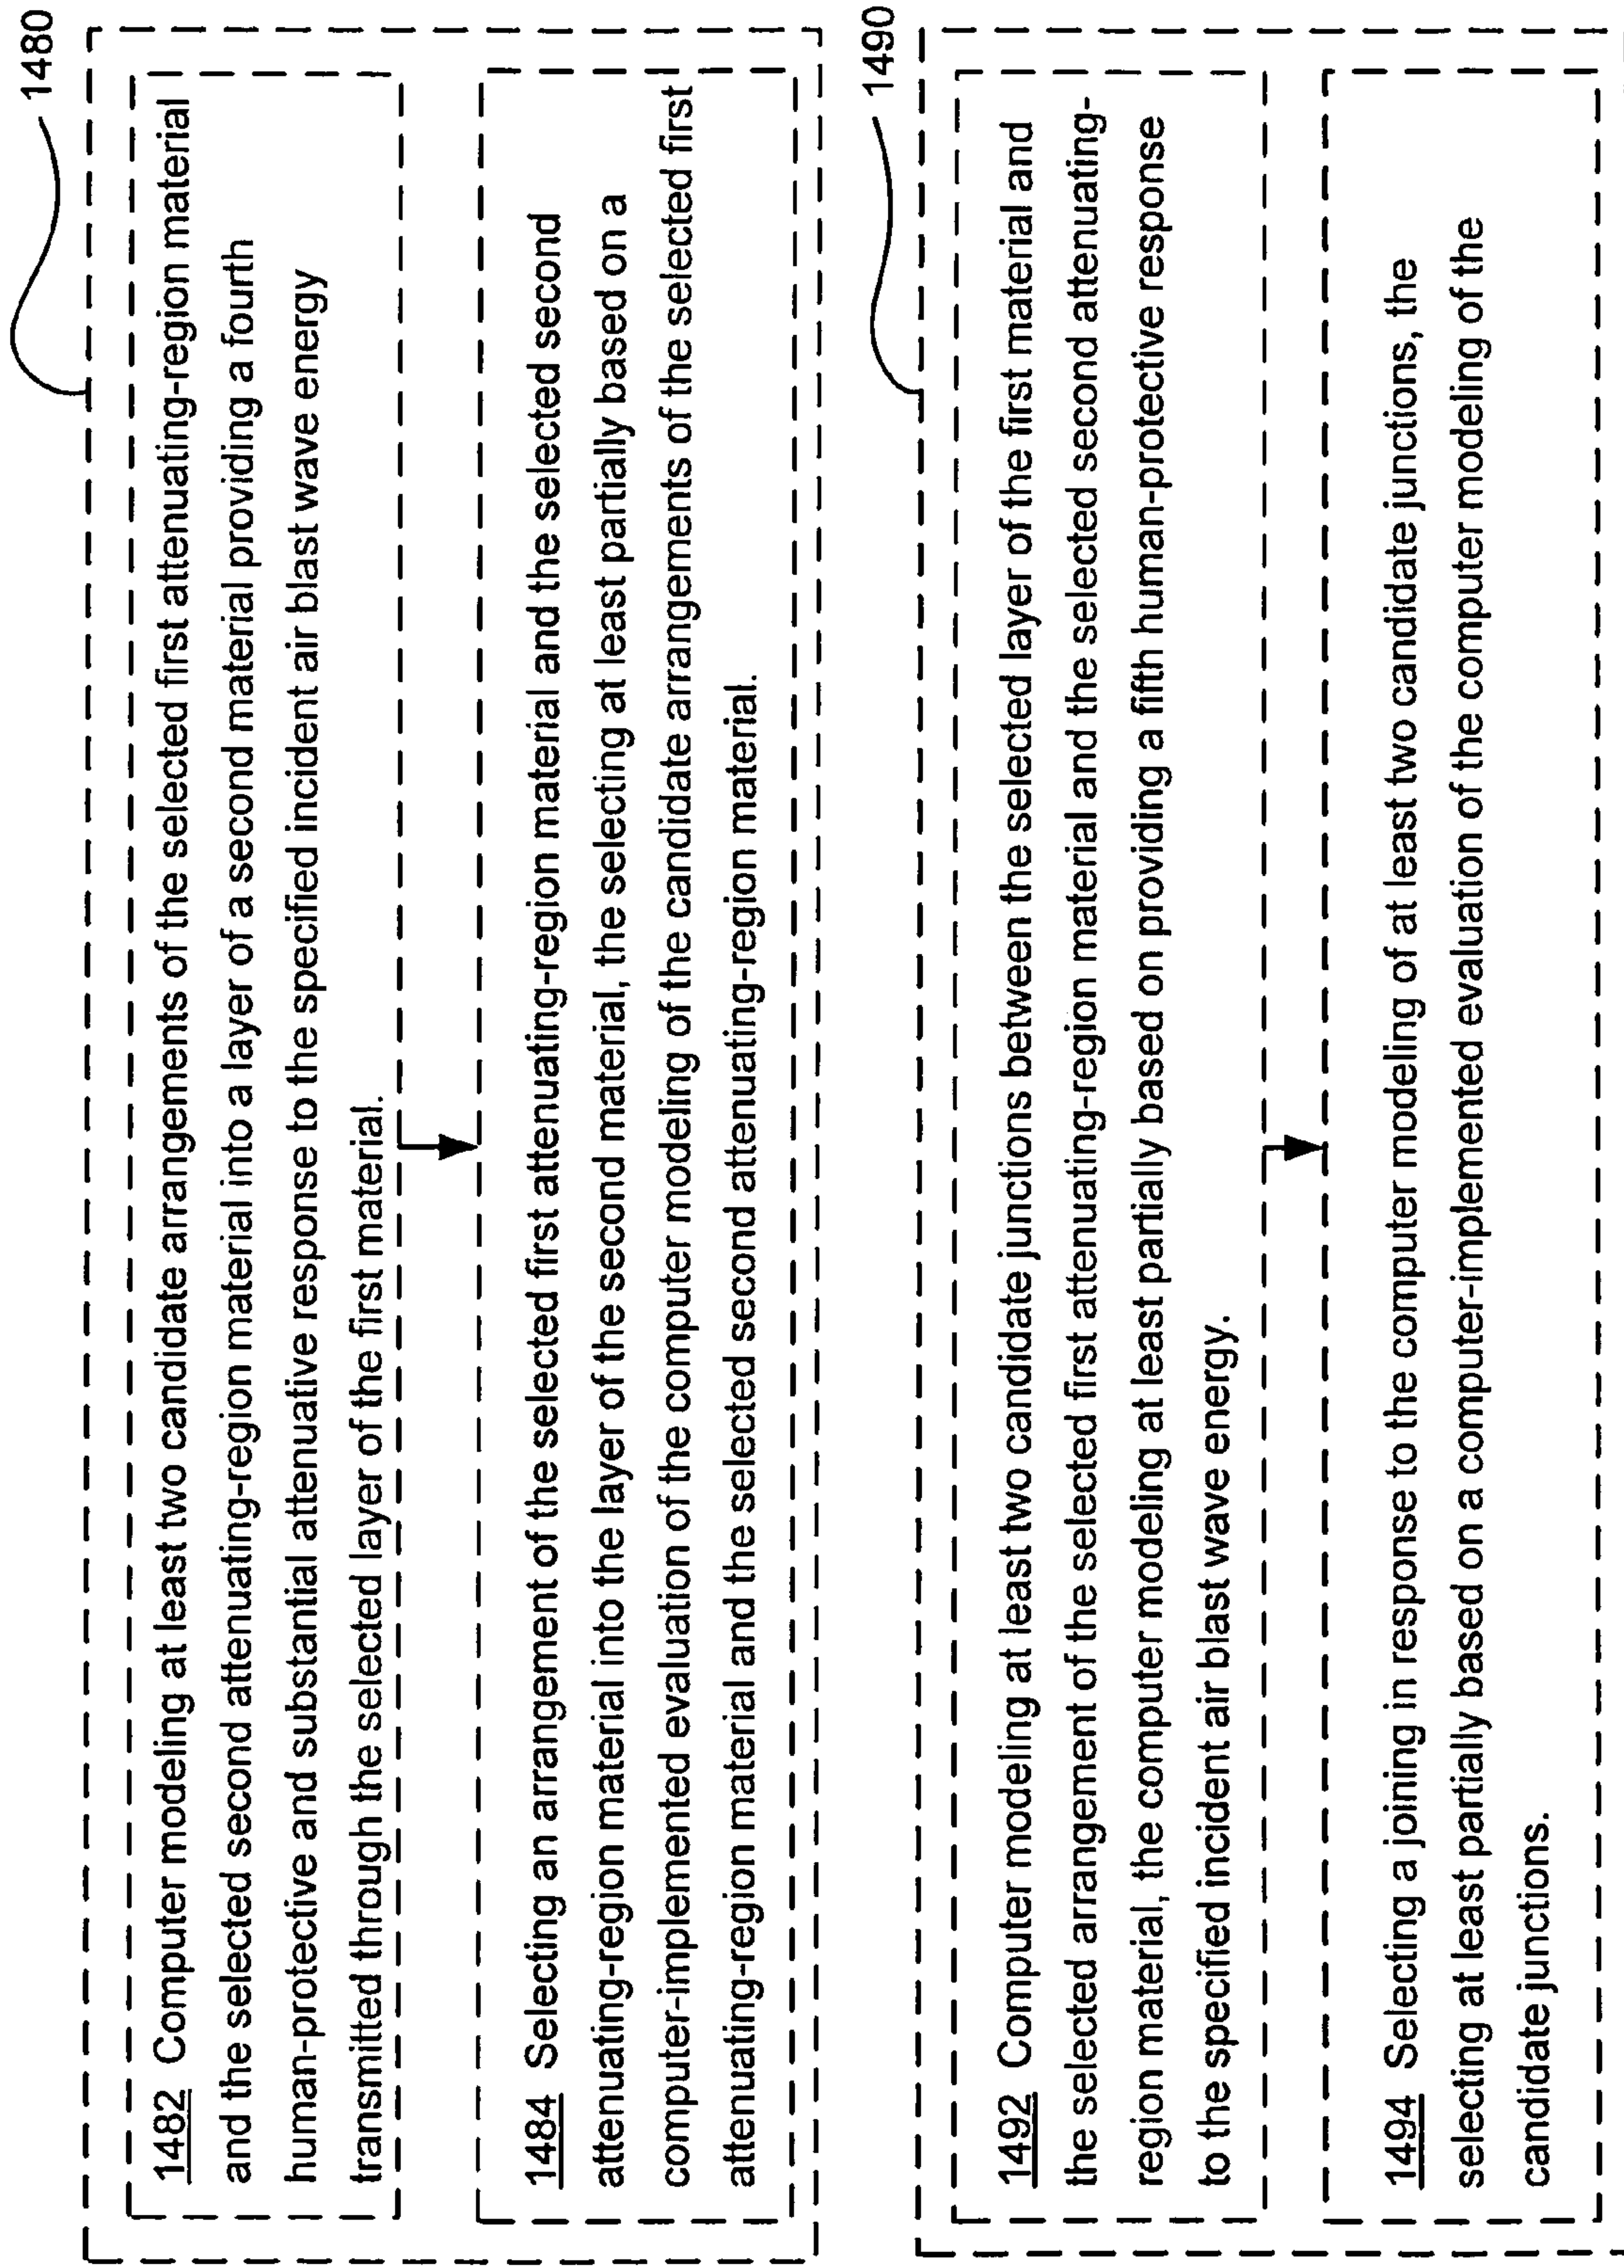 1480
1482 Computer modeling at least two candidate arrangements of the selected first attenuating-region material
and the selected second attenuating-region material into a layer of a second material providing a fourth
human-protective and substantial attenuative response to the specified incident air blast wave energy
transmitted through the selected layer of the first material.
1484 Selecting an arrangement of the selected first attenuating-region material and the selected second
attenuating-region material into the layer of the second material, the selecting at least partially based on a
computer-implemented evaluation of the computer modeling of the candidate arrangements of the selected first
attenuating-region material and the selected second attenuating-region material.
1490
1492 Computer modeling at least two candidate junctions between the selected layer of the first material and
the selected arrangement of the selected first attenuating-region material and the selected second attenuating-
region material, the computer modeling at least partially based on providing a fifth human-protective response
to the specified incident air blast wave energy.
1494 Selecting a joining in response to the computer modeling of at least two candidate junctions, the
selecting at least partially based on a computer-implemented evaluation of the computer modeling of the
candidate junctions.